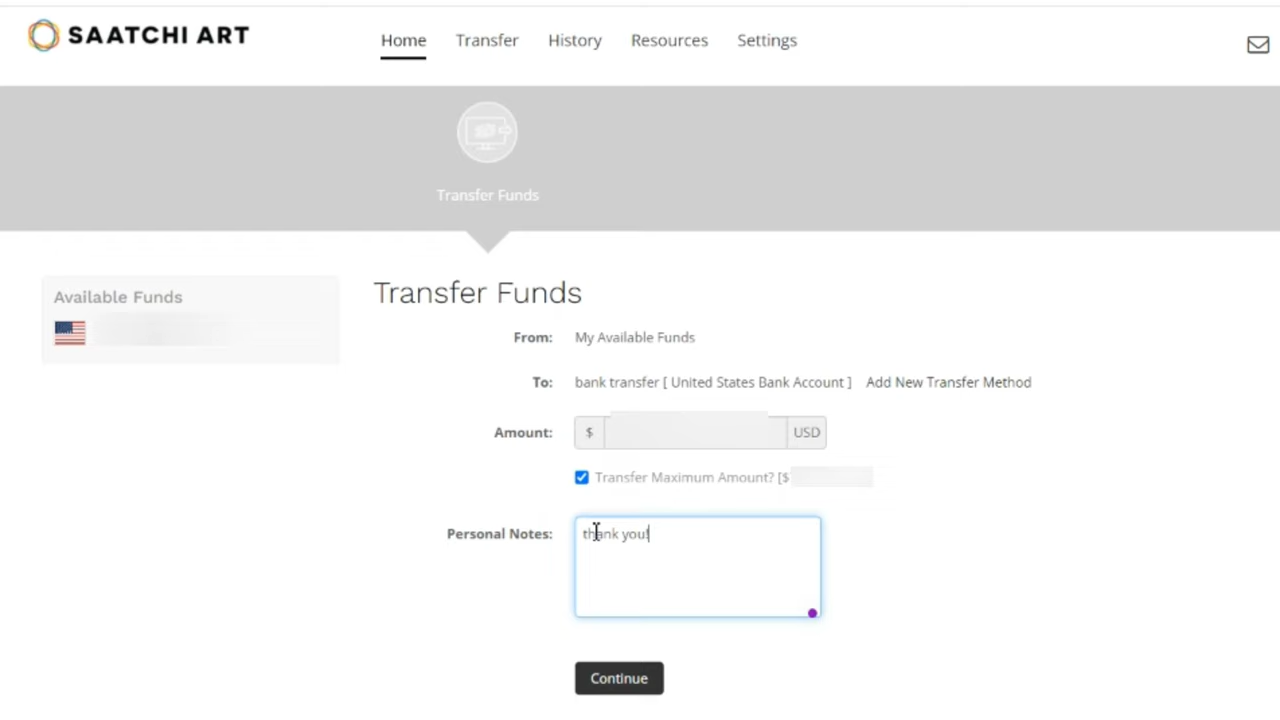 SAATCHI ART
Home Transfer History Resources Settings
Transfer Funds
Available Funds
Transfer Funds
From: My Available Funds
To: bank transfer [ United States Bank Account ] Add New Transfer Method
Amount: $ USD
Transfer Maximum Amount? [$
Personal Notes: thank you!
Continue